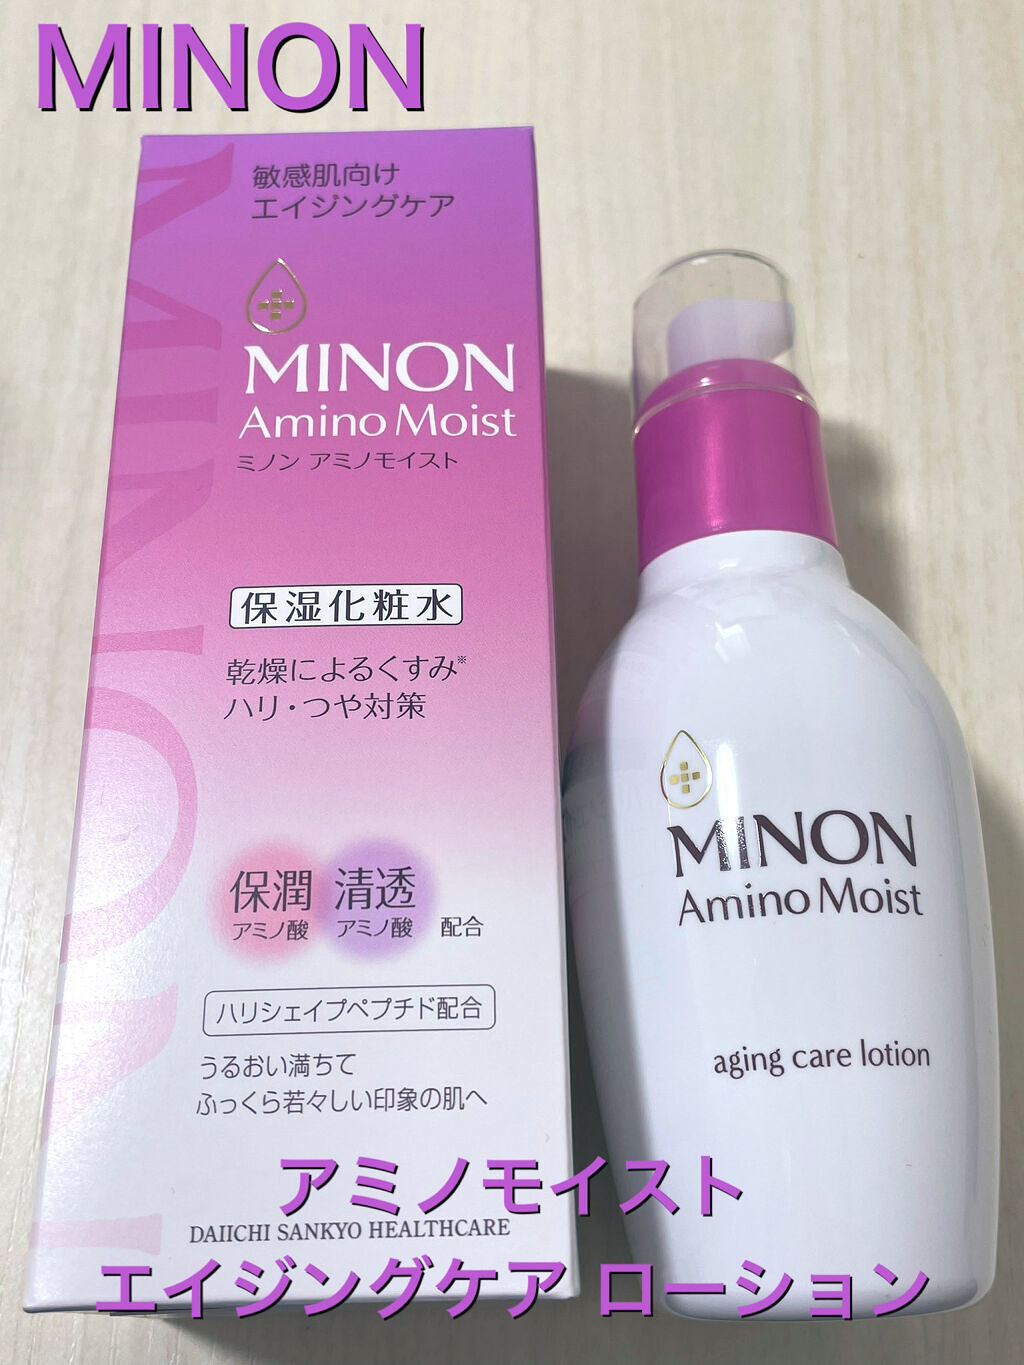 MINON
敏感肌向け
エイジングケア
MINON
Amino Moist
ミノン アミノモイスト
保湿化粧水
乾燥によるくすみ※
ハリ・つや対策
保潤 清透
アミノ酸 アミノ酸 配合
ハリシェイプペプチド配合
うるおい満ちて
ふっくら若々しい印象の肌へ
DAIICHI SANKYO HEALTHCARE
MINON
MINON
Amino Moist
aging care lotion
アミノモイスト
エイジングケア ローション